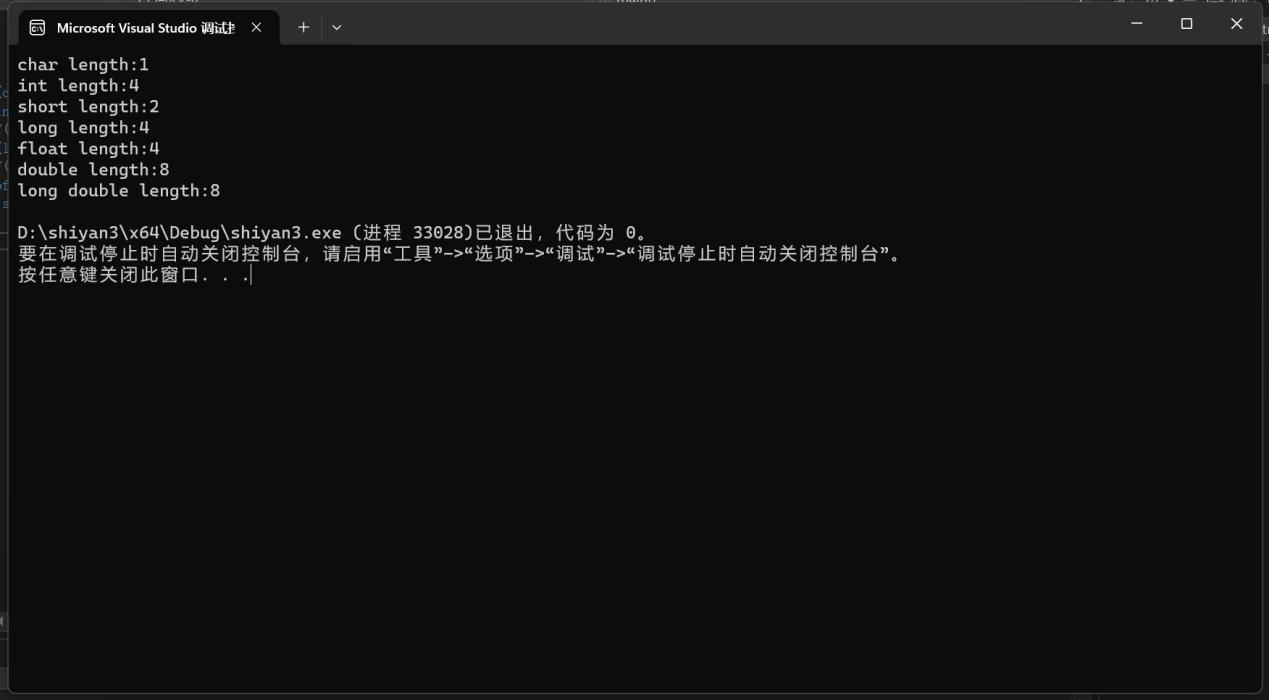 Microsoft Visual Studio 调试
char length:1
int length:4
short length:2
long length:4
float length:4
double length:8
long double length:8
D:\shiyan3\x64\Debug\shiyan3.exe (进程 33028)已退出，代码为 0。
要在调试停止时自动关闭控制台，请启用“工具”->“选项”->“调试”->“调试停止时自动关闭控制台”。
按任意键关闭此窗口. . .